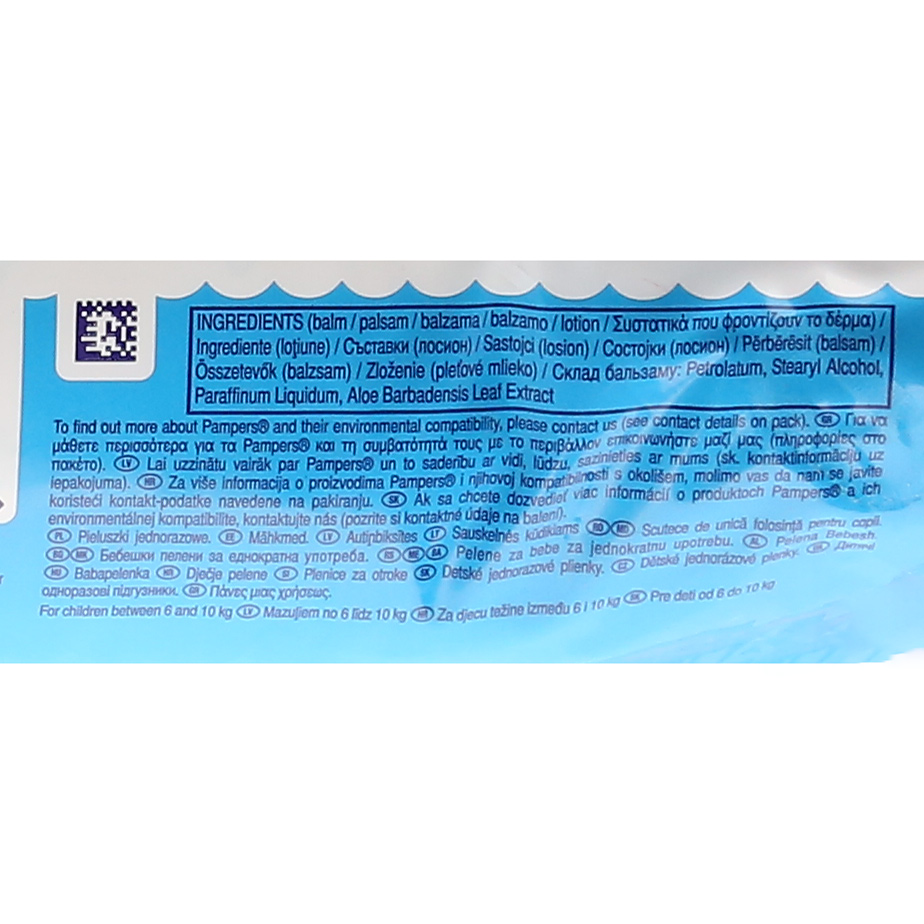 INGREDIENTS (balm / palsam / balzama / balzamo / lotion / Συστατικά που φροντίζουν το δέρμα) /
Ingrediente (loțiune) / Съставки (лосион) / Sastojci (losion) / Состојки (лосион) / Përbërësit (balsam) /
Összetevők (balzsam) / Zloženie (pleťové mlieko) / Склад бальзаму: Petrolatum, Stearyl Alcohol,
Paraffinum Liquidum, Aloe Barbadensis Leaf Extract
To find out more about Pampers® and their environmental compatibility, please contact us (see contact details on pack). GR Για να
μάθετε περισσότερα για τα Pampers® και τη συμβατότητά τους με το περιβάλλον επικοινωνήστε μαζί μας (πληροφορίες στο
πακέτο). LV Lai uzzinātu vairāk par Pampers® un to saderību ar vidi, lūdzu, sazinieties ar mums (sk. kontaktinformāciju uz
iepakojuma). HR Za više informacija o proizvodima Pampers® i njihovoj kompatibilnosti s okolišem, molimo vas da nam se javite
koristeći kontakt-podatke navedene na pakiranju. SK Ak sa chcete dozvedieť viac informácií o produktoch Pampers® a ich
environmentálnej kompatibilite, kontaktujte nás (pozrite si kontaktné údaje na balení).
PL Pieluszki jednorazowe. EE Mähkmed. LV Autiņbiksītes LT Sauskelnės kūdikiams RO MD Scutece de unică folosință pentru copii.
BG MK Бебешки пелени за еднократна употреба. RS ME BA Pelene za bebe za jednokratnu upotrebu. AL Pelena Bebesh.
HU Babapelenka HR Dječje pelene SI Plenice za otroke SK Detské jednorazové plienky. CZ Dětské jednorázové plenky. UA Дитячі
одноразові підгузники. GR Πάνες μιας χρήσεως.
For children between 6 and 10 kg LV Mazuļiem no 6 līdz 10 kg HR Za djecu težine između 6 i 10 kg SK Pre deti od 6 do 10 kg